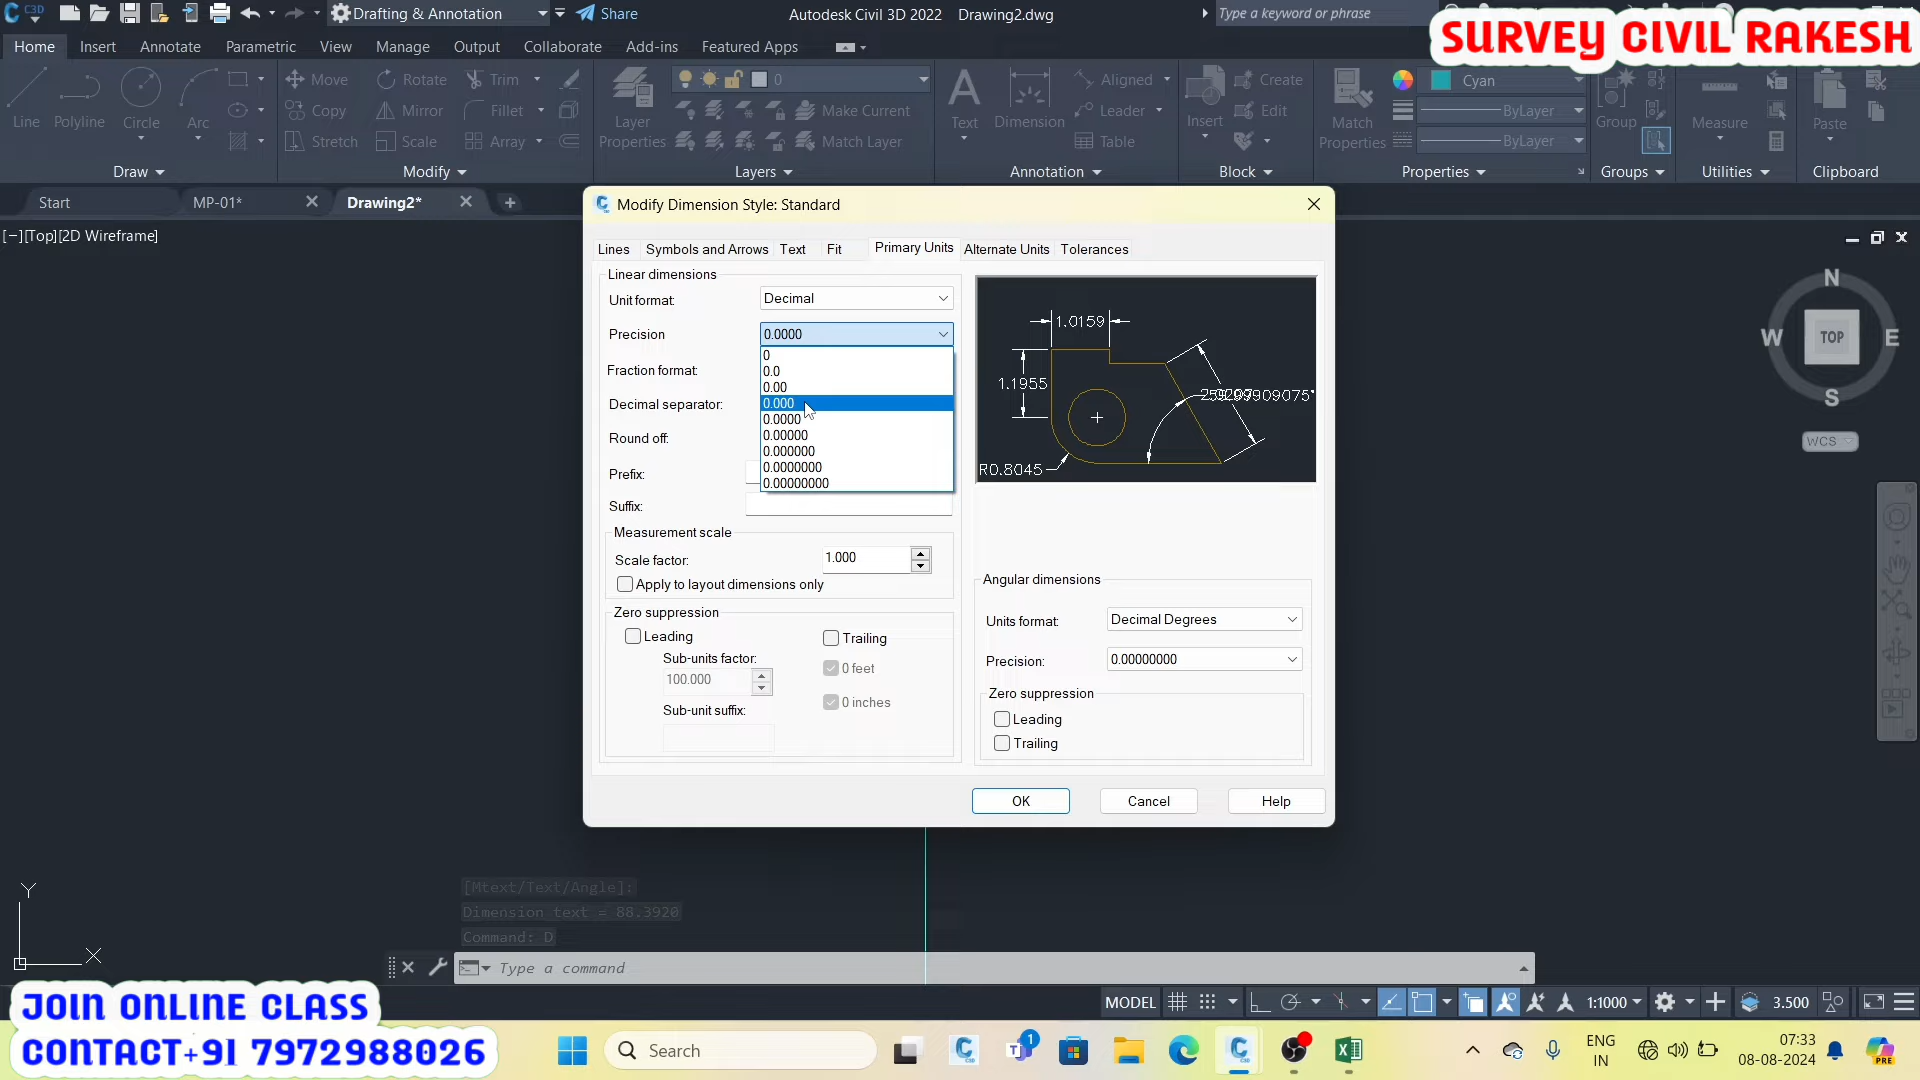 C3D
Drafting & Annotation
Share
Autodesk Civil 3D 2022 Drawing2.dwg
Type a keyword or phrase
SURVEY CIVIL RAKESH
Home Insert Annotate Parametric View Manage Output Collaborate Add-ins Featured Apps
Move Rotate Trim 0 Aligned Create Cyan
Copy Mirror Fillet Make Current Leader Edit ByLayer
Line Polyline Circle Arc Layer Properties Text Dimension Insert Match Properties Group Measure Paste
Stretch Scale Array Match Layer Table ByLayer
Draw Modify Layers Annotation Block Properties Groups Utilities Clipboard
Start MP-01* Drawing2*
[−][Top][2D Wireframe]
Modify Dimension Style: Standard
Lines Symbols and Arrows Text Fit Primary Units Alternate Units Tolerances
Linear dimensions
Unit format: Decimal
Precision 0.0000
0
0.0
0.00
0.000
0.0000
0.00000
0.000000
0.0000000
0.00000000
Fraction format:
Decimal separator:
Round off:
Prefix:
Suffix:
Measurement scale
Scale factor: 1.000
Apply to layout dimensions only
Zero suppression
Leading Trailing
Sub-units factor: 0 feet
100.000
Sub-unit suffix: 0 inches
1.0159
1.1955
R0.8045
Angular dimensions
Units format: Decimal Degrees
Precision: 0.00000000
Zero suppression
Leading
Trailing
OK Cancel Help
N
W TOP E
S
WCS
[Mtext/Text/Angle]:
Dimension text = 88.3920
Command: D
Type a command
Y
X
MODEL 1:1000 3.500
JOIN ONLINE CLASS
CONTACT+91 7972988026
Search
1
ENG
IN
07:33
08-08-2024
PRE